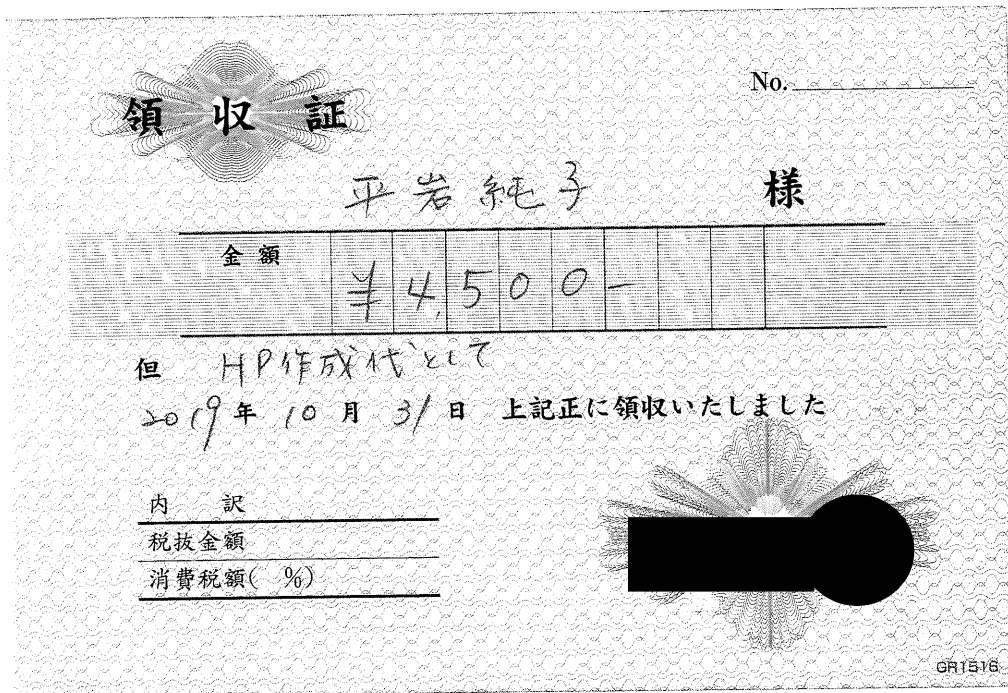 No.
領収証
平岩純子 様
金額 ¥4,500-
但 HP作成代として
2019年10月31日 上記正に領収いたしました
内訳
税抜金額
消費税額( %)
GR1516